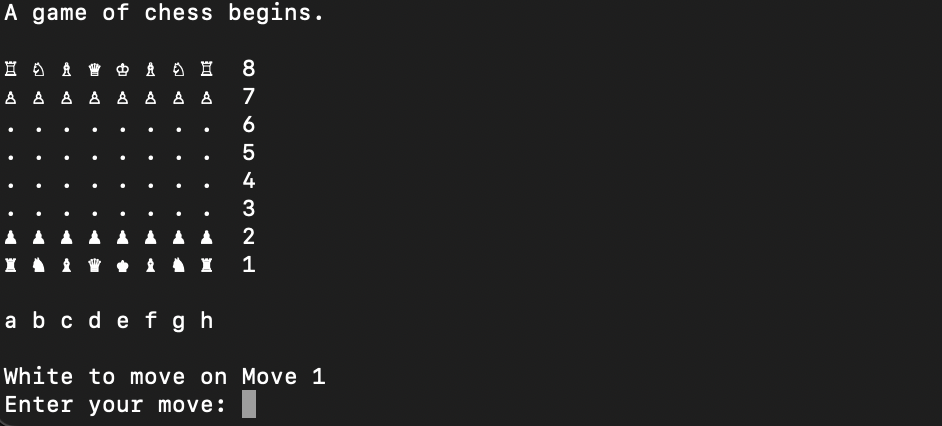 A game of chess begins.
♖ ♘ ♗ ♕ ♔ ♗ ♘ ♖ 8
♙ ♙ ♙ ♙ ♙ ♙ ♙ ♙ 7
. . . . . . . . 6
. . . . . . . . 5
. . . . . . . . 4
. . . . . . . . 3
♟ ♟ ♟ ♟ ♟ ♟ ♟ ♟ 2
♜ ♞ ♝ ♛ ♚ ♝ ♞ ♜ 1
a b c d e f g h
White to move on Move 1
Enter your move: